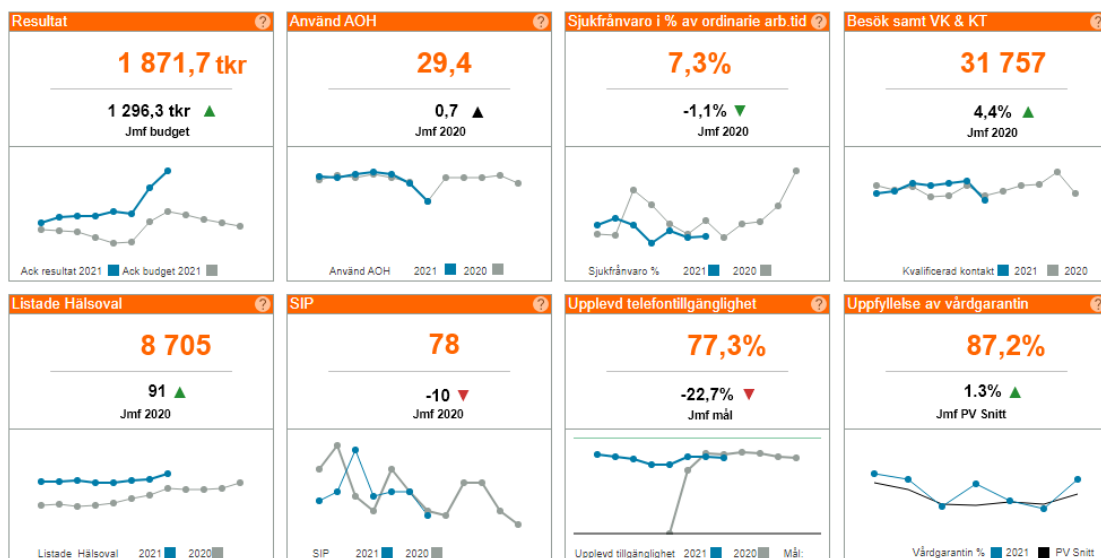 Resultat ?
1 871,7 tkr
1 296,3 tkr
Jmf budget
Ack resultat 2021 Ack budget 2021
Använd AOH ?
29,4
0,7
Jmf 2020
Använd AOH 2021 2020
Sjukfrånvaro i % av ordinarie arb.tid ?
7,3%
-1,1%
Jmf 2020
Sjukfrånvaro % 2021 2020
Besök samt VK & KT ?
31 757
4,4%
Jmf 2020
Kvalificerad kontakt 2021 2020
Listade Hälsoval ?
8 705
91
Jmf 2020
Listade Hälsoval 2021 2020
SIP ?
78
-10
Jmf 2020
SIP 2021 2020
Upplevd telefontillgänglighet ?
77,3%
-22,7%
Jmf mål
Upplevd tillgänglighet 2021 2020 Mål:
Uppfyllelse av vårdgarantin ?
87,2%
1.3%
Jmf PV Snitt
Vårdgarantin % 2021 PV Snitt